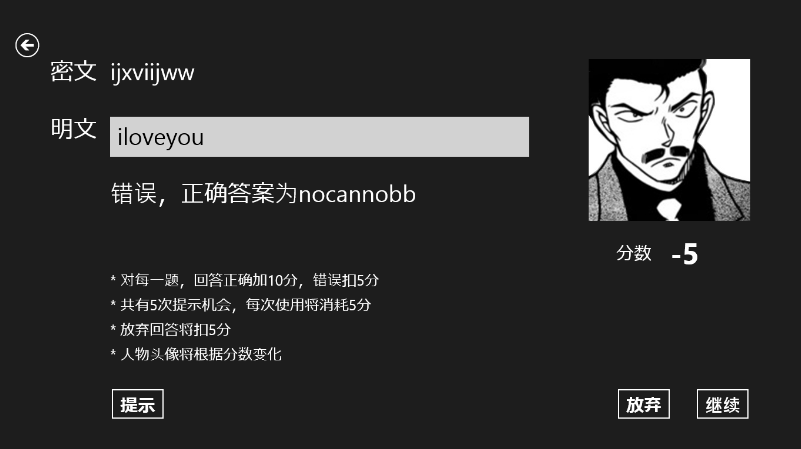 密文 ijxviijww
明文 iloveyou
错误，正确答案为nocannobb
分数 -5
* 对每一题，回答正确加10分，错误扣5分
* 共有5次提示机会，每次使用将消耗5分
* 放弃回答将扣5分
* 人物头像将根据分数变化
提示 放弃 继续